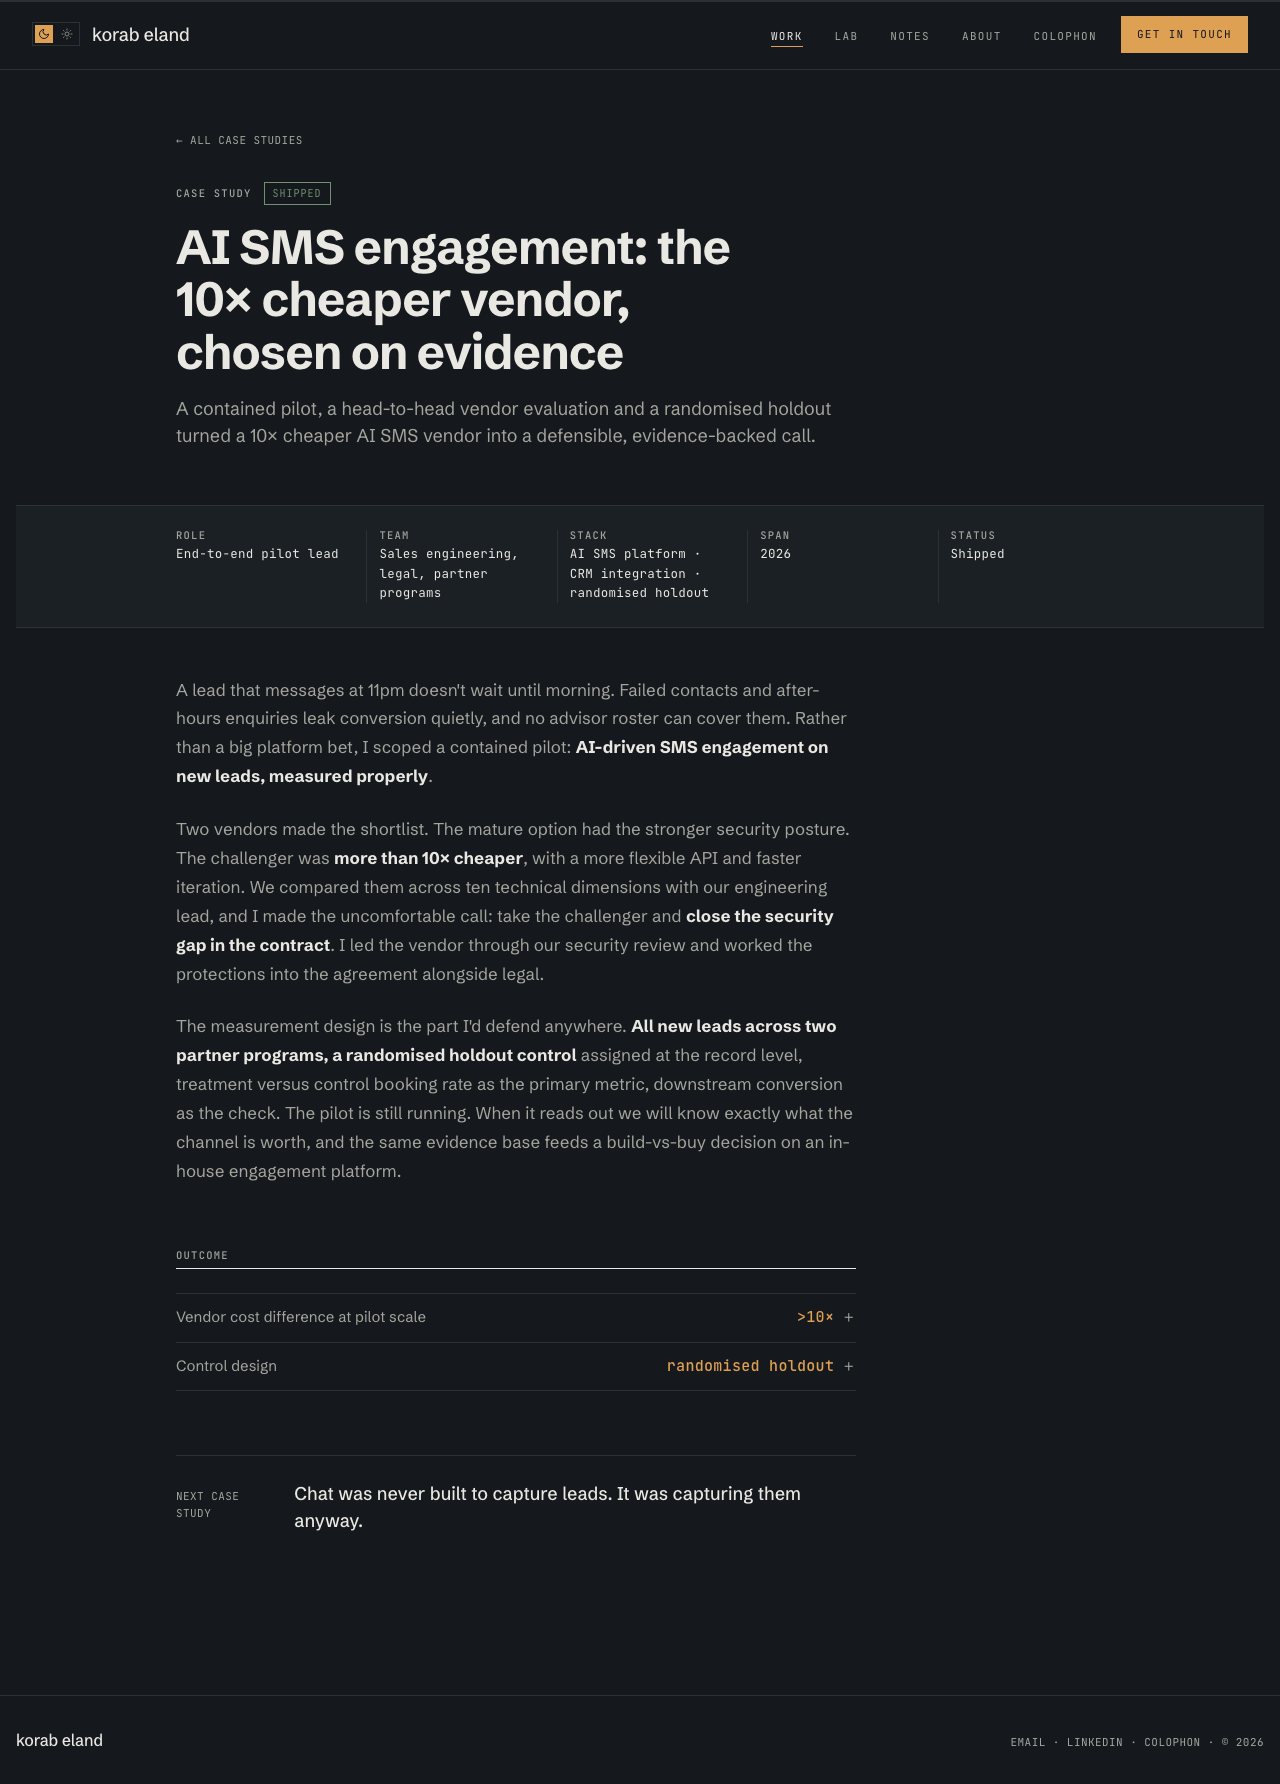 korab eland
WORK LAB NOTES ABOUT COLOPHON GET IN TOUCH
← ALL CASE STUDIES
CASE STUDY SHIPPED
AI SMS engagement: the
10× cheaper vendor,
chosen on evidence
A contained pilot, a head-to-head vendor evaluation and a randomised holdout
turned a 10× cheaper AI SMS vendor into a defensible, evidence-backed call.
ROLE
End-to-end pilot lead
TEAM
Sales engineering,
legal, partner
programs
STACK
AI SMS platform ·
CRM integration ·
randomised holdout
SPAN
2026
STATUS
Shipped
A lead that messages at 11pm doesn't wait until morning. Failed contacts and after-
hours enquiries leak conversion quietly, and no advisor roster can cover them. Rather
than a big platform bet, I scoped a contained pilot: AI-driven SMS engagement on
new leads, measured properly.
Two vendors made the shortlist. The mature option had the stronger security posture.
The challenger was more than 10× cheaper, with a more flexible API and faster
iteration. We compared them across ten technical dimensions with our engineering
lead, and I made the uncomfortable call: take the challenger and close the security
gap in the contract. I led the vendor through our security review and worked the
protections into the agreement alongside legal.
The measurement design is the part I'd defend anywhere. All new leads across two
partner programs, a randomised holdout control assigned at the record level,
treatment versus control booking rate as the primary metric, downstream conversion
as the check. The pilot is still running. When it reads out we will know exactly what the
channel is worth, and the same evidence base feeds a build-vs-buy decision on an in-
house engagement platform.
OUTCOME
Vendor cost difference at pilot scale >10× +
Control design randomised holdout +
NEXT CASE
STUDY
Chat was never built to capture leads. It was capturing them
anyway.
korab eland
EMAIL · LINKEDIN · COLOPHON · © 2026